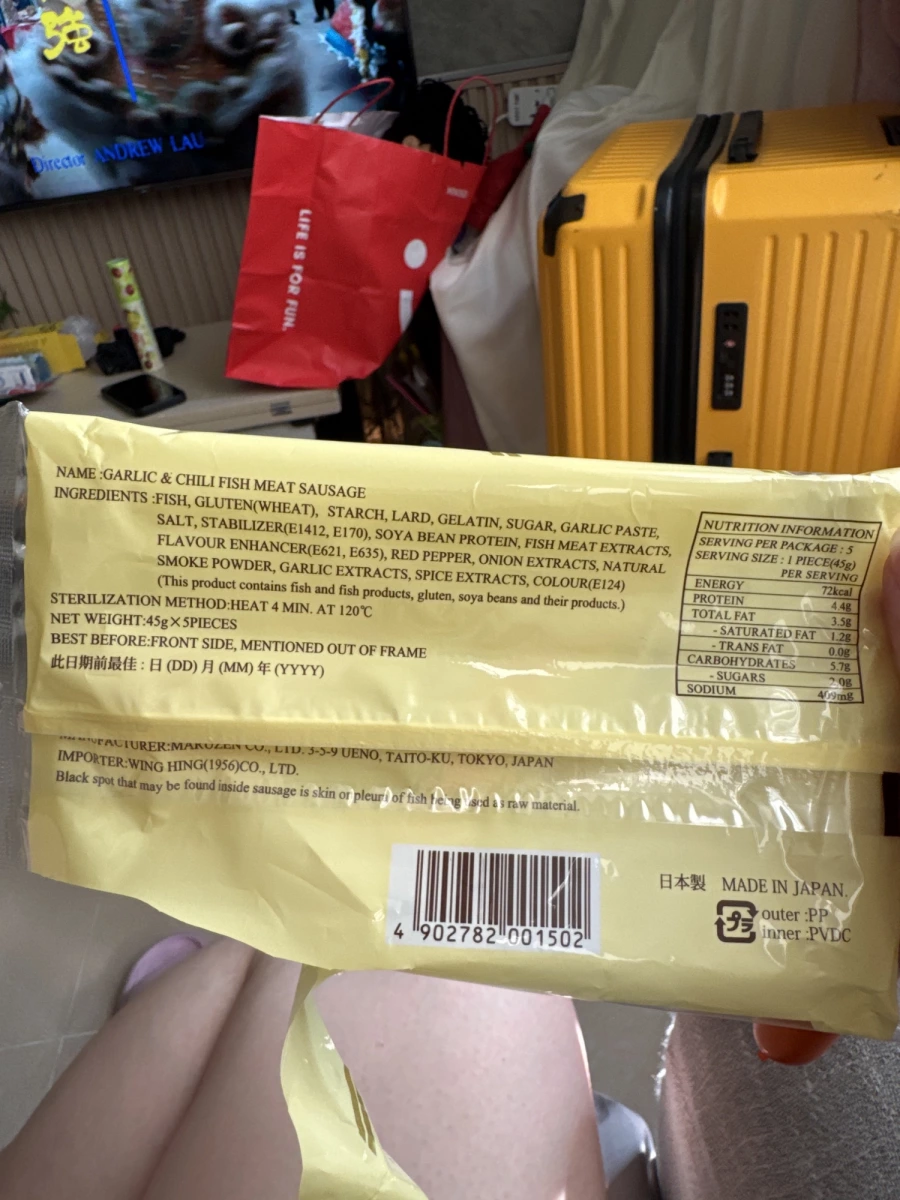 強
Director ANDREW LAU
LIFE IS FOR FUN.
NAME :GARLIC & CHILI FISH MEAT SAUSAGE
INGREDIENTS :FISH, GLUTEN(WHEAT), STARCH, LARD, GELATIN, SUGAR, GARLIC PASTE,
SALT, STABILIZER(E1412, E170), SOYA BEAN PROTEIN, FISH MEAT EXTRACTS,
FLAVOUR ENHANCER(E621, E635), RED PEPPER, ONION EXTRACTS, NATURAL
SMOKE POWDER, GARLIC EXTRACTS, SPICE EXTRACTS, COLOUR(E124)
(This product contains fish and fish products, gluten, soya beans and their products.)
STERILIZATION METHOD:HEAT 4 MIN. AT 120℃
NET WEIGHT:45g×5PIECES
BEST BEFORE:FRONT SIDE, MENTIONED OUT OF FRAME
此日期前最佳 : 日 (DD) 月 (MM) 年 (YYYY)
NUTRITION INFORMATION
SERVING PER PACKAGE : 5
SERVING SIZE : 1 PIECE(45g)
PER SERVING
ENERGY 72kcal
PROTEIN 4.4g
TOTAL FAT 3.5g
- SATURATED FAT 1.2g
- TRANS FAT 0.0g
CARBOHYDRATES 5.7g
- SUGARS 2.0g
SODIUM 409mg
MANUFACTURER:MARUZEN CO., LTD. 3-5-9 UENO, TAITO-KU, TOKYO, JAPAN
IMPORTER:WING HING(1956)CO., LTD.
Black spot that may be found inside sausage is skin or pleura of fish being used as raw material.
4 902782 001502
日本製 MADE IN JAPAN.
プラ outer :PP
inner :PVDC